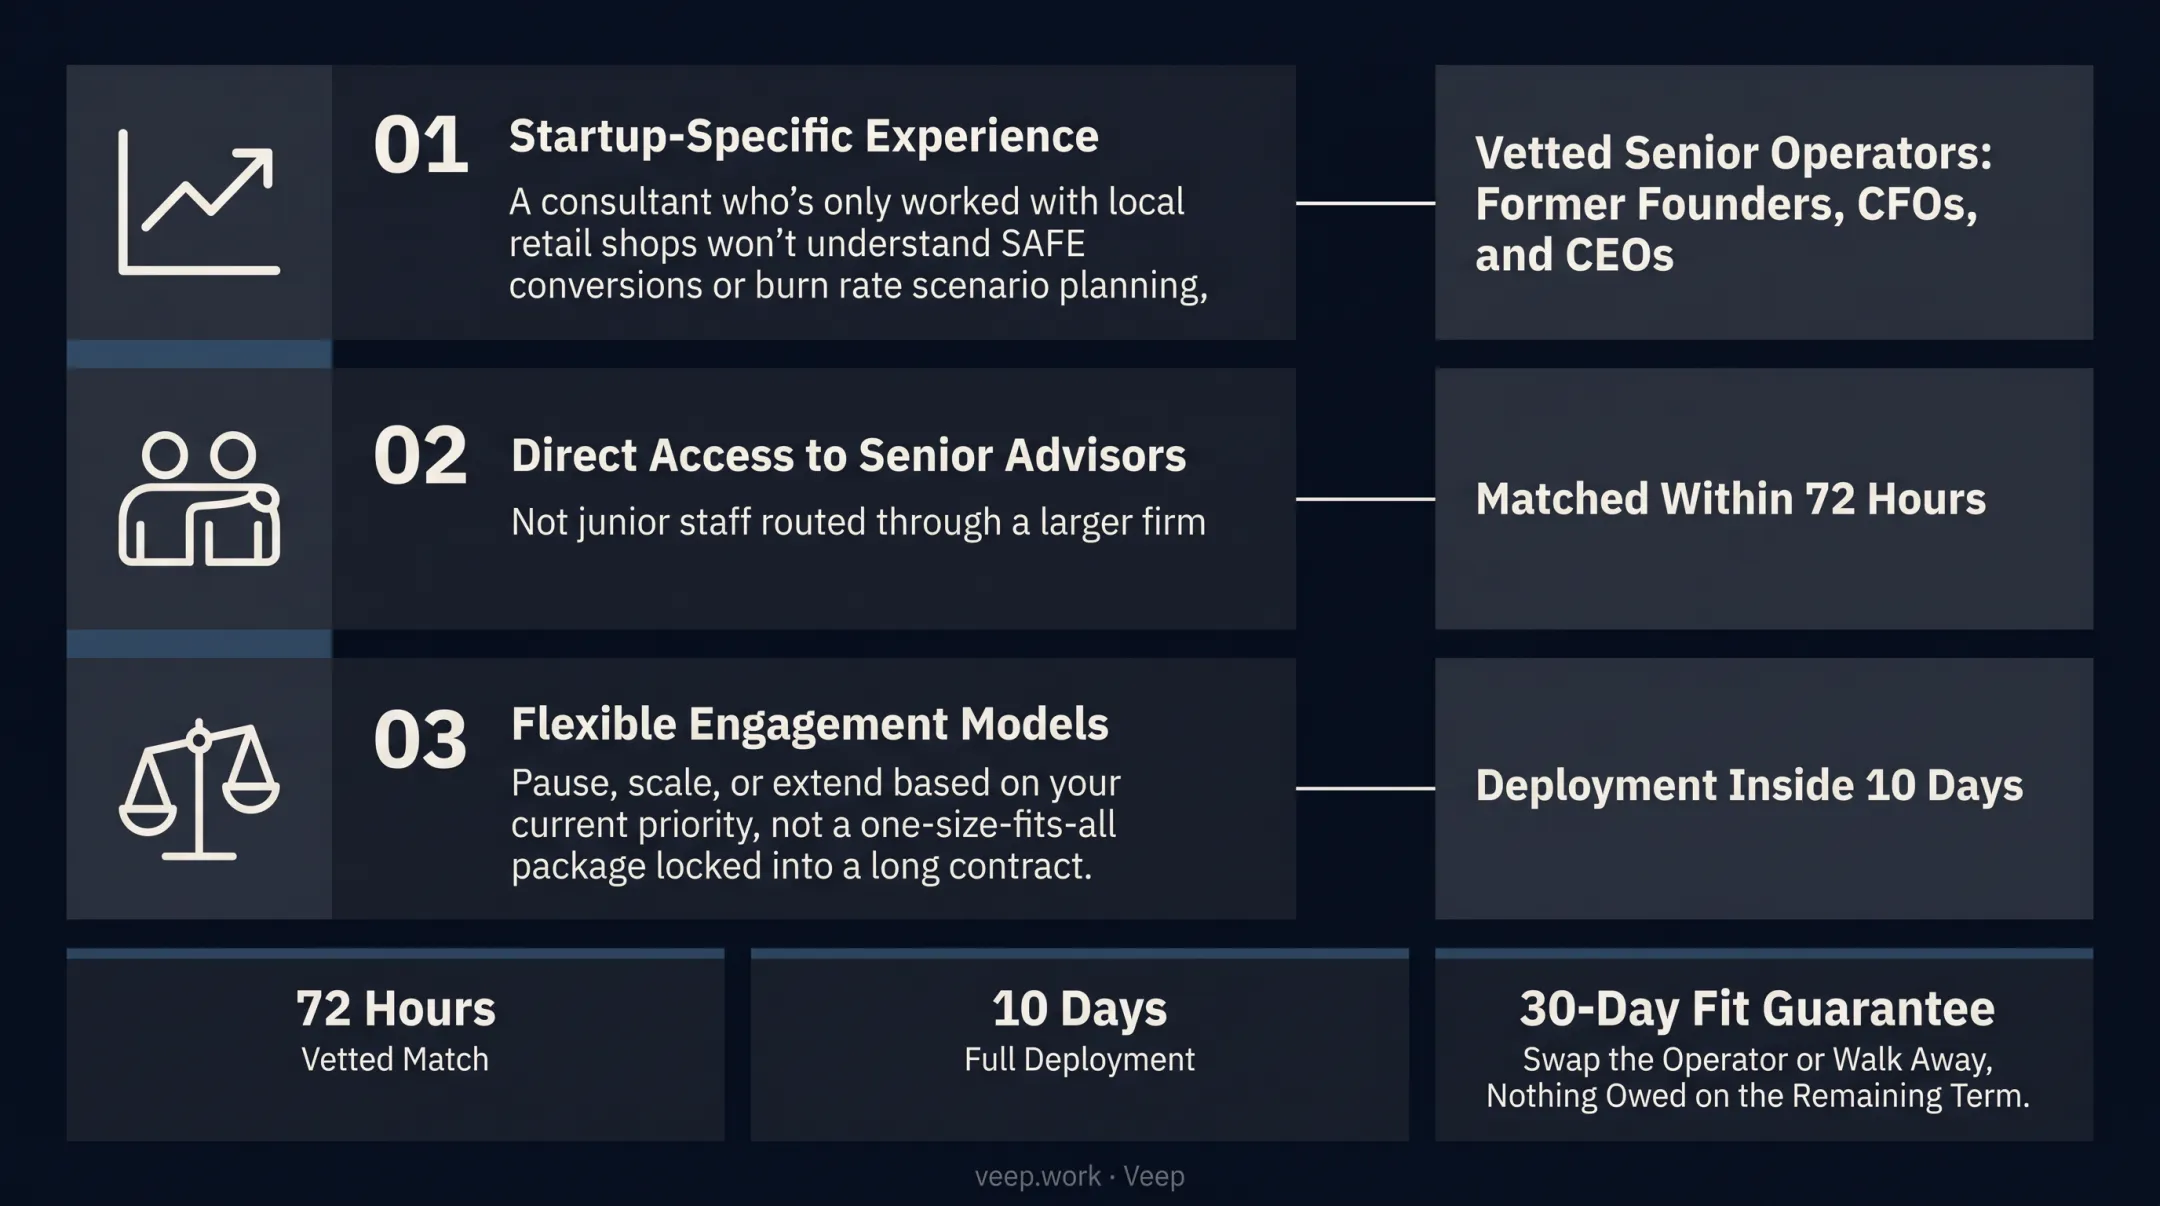 01
Startup-Specific Experience
A consultant who’s only worked with local
retail shops won’t understand SAFE
conversions or burn rate scenario planning,
Vetted Senior Operators:
Former Founders, CFOs,
and CEOs
02
Direct Access to Senior Advisors
Not junior staff routed through a larger firm
Matched Within 72 Hours
03
Flexible Engagement Models
Pause, scale, or extend based on your
current priority, not a one-size-fits-all
package locked into a long contract.
Deployment Inside 10 Days
72 Hours
Vetted Match
10 Days
Full Deployment
30-Day Fit Guarantee
Swap the Operator or Walk Away,
Nothing Owed on the Remaining Term.
veep.work · Veep